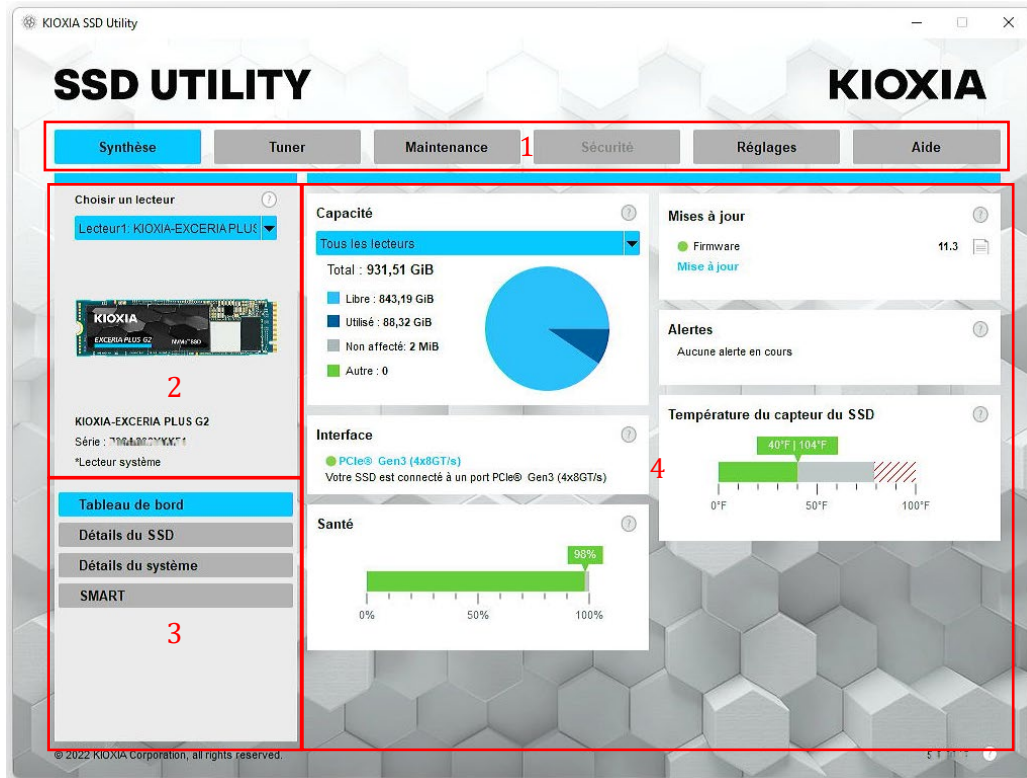 KIOXIA SSD Utility
SSD UTILITY
KIOXIA
Synthèse
Tuner
Maintenance
1
Sécurité
Réglages
Aide
Choisir un lecteur
Lecteur1: KIOXIA-EXCERIA PLUS
KIOXIA
EXCERIA PLUS G2
NVMe™ SSD
2
KIOXIA-EXCERIA PLUS G2
Série :
*Lecteur système
Tableau de bord
Détails du SSD
Détails du système
SMART
3
Capacité
Tous les lecteurs
Total : 931,51 GiB
Libre : 843,19 GiB
Utilisé : 88,32 GiB
Non affecté: 2 MiB
Autre : 0
Interface
PCIe® Gen3 (4x8GT/s)
Votre SSD est connecté à un port PCIe® Gen3 (4x8GT/s)
Santé
98%
0% 50% 100%
4
Mises à jour
Firmware 11.3
Mise à jour
Alertes
Aucune alerte en cours
Température du capteur du SSD
40°F | 104°F
0°F 50°F 100°F
© 2022 KIOXIA Corporation, all rights reserved.